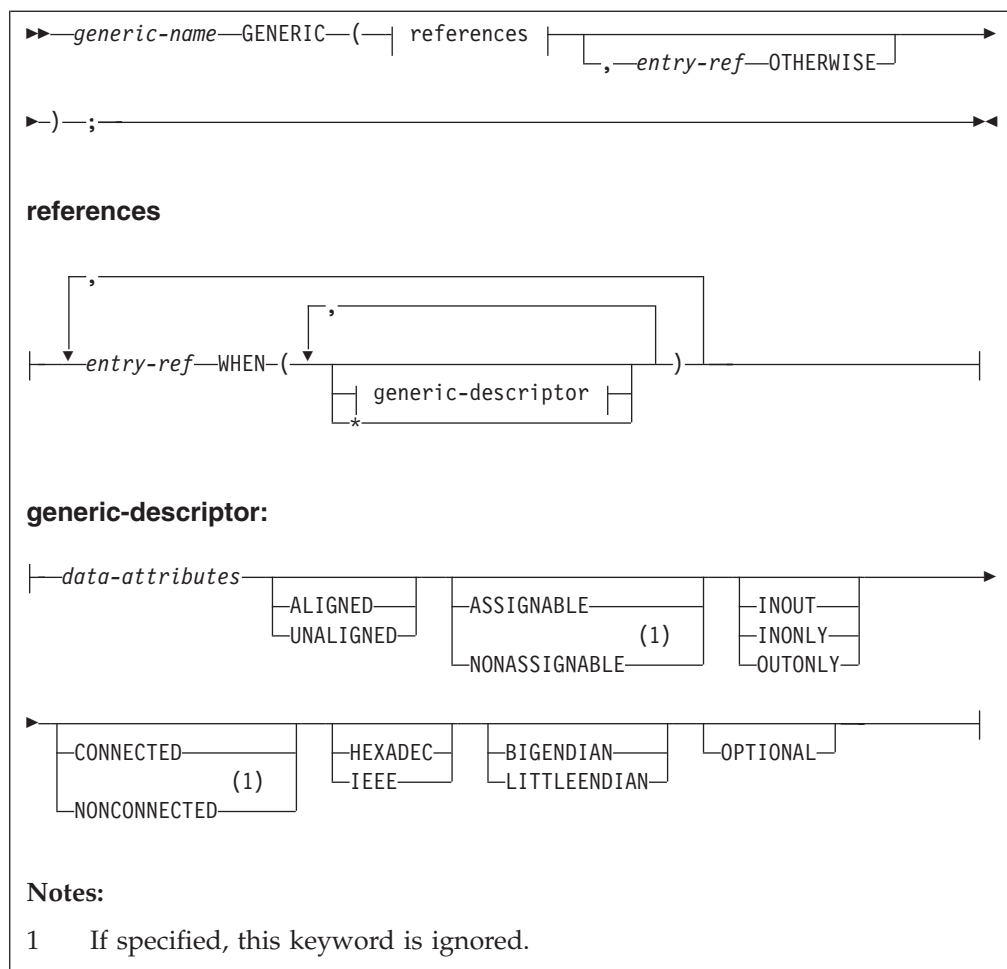 generic-name GENERIC ( references
, entry-ref OTHERWISE
) ;
references
,
,
entry-ref WHEN ( )
generic-descriptor
*
generic-descriptor:
data-attributes
ALIGNED ASSIGNABLE INOUT
UNALIGNED (1) INONLY
NONASSIGNABLE OUTONLY
CONNECTED HEXADEC BIGENDIAN OPTIONAL
(1) IEEE LITTLEENDIAN
NONCONNECTED
Notes:
1 If specified, this keyword is ignored.